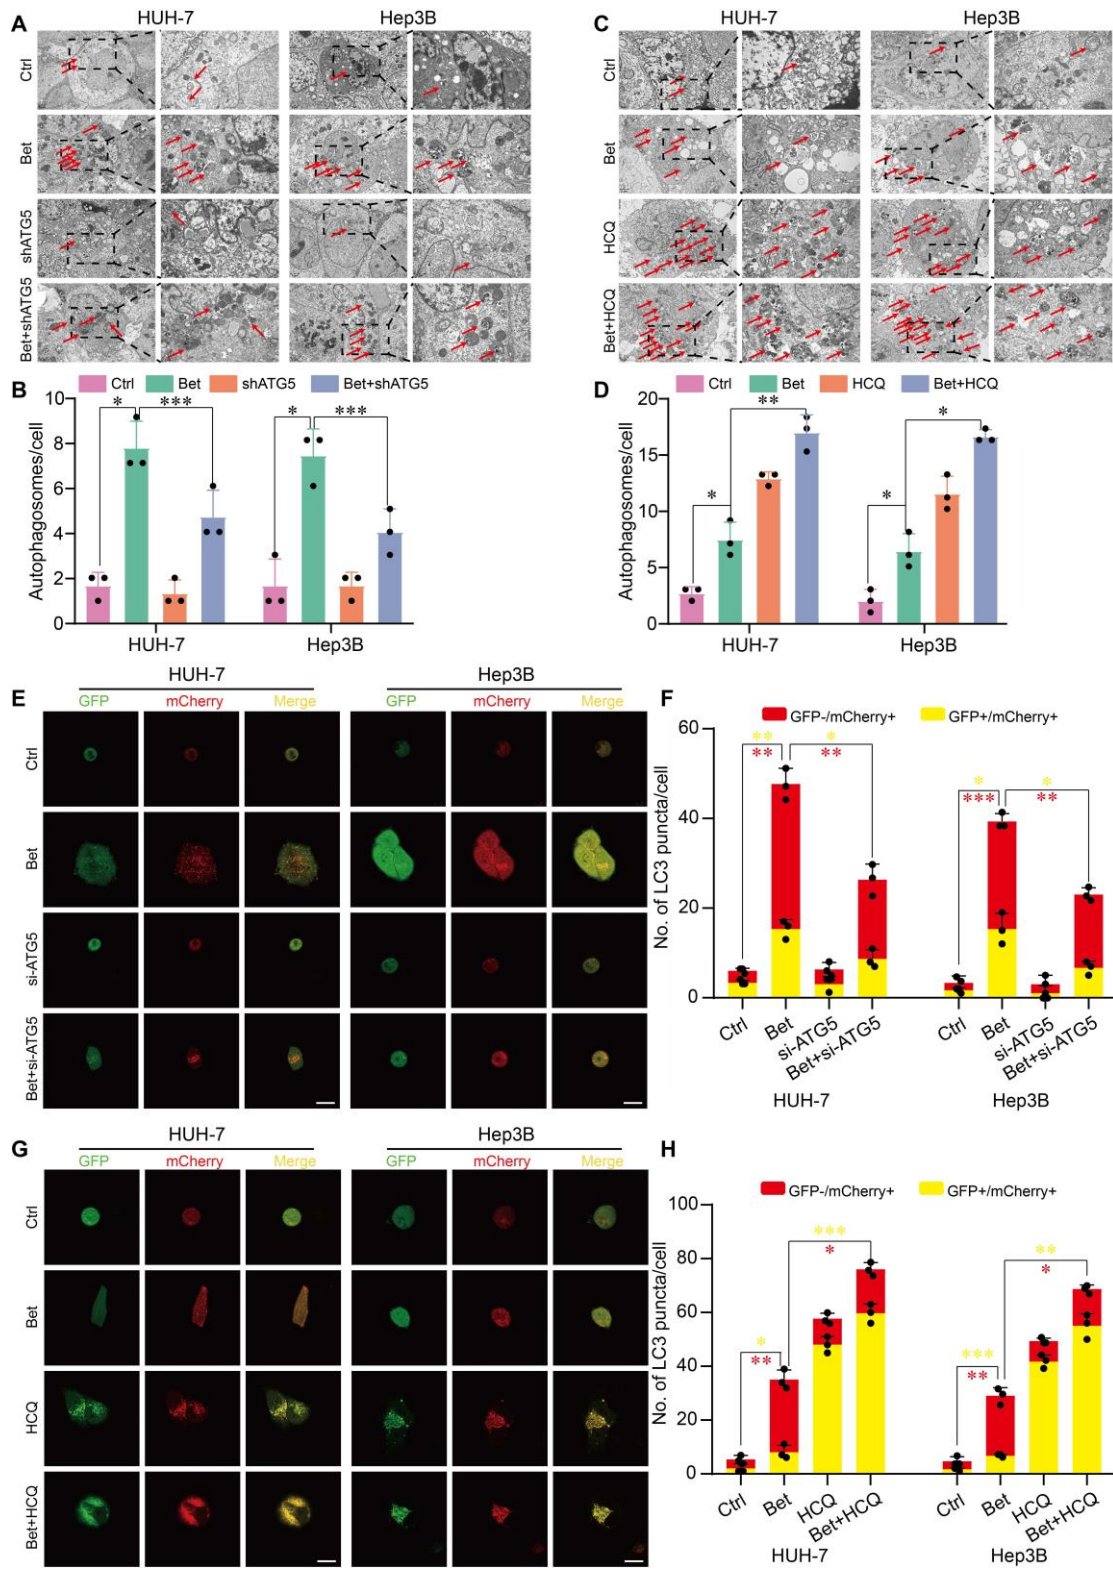 A
HUH-7 Hep3B
Ctrl
Bet
shATG5
Bet+shATG5
C
HUH-7 Hep3B
Ctrl
Bet
HCQ
Bet+HCQ
B
Ctrl Bet shATG5 Bet+shATG5
Autophagosomes/cell
10
8
6
4
2
0
* *** * ***
HUH-7 Hep3B
D
Ctrl Bet HCQ Bet+HCQ
Autophagosomes/cell
20
15
10
5
0
* ** * *
HUH-7 Hep3B
E
HUH-7 Hep3B
GFP mCherry Merge GFP mCherry Merge
Ctrl
Bet
si-ATG5
Bet+si-ATG5
F
GFP-/mCherry+ GFP+/mCherry+
No. of LC3 puncta/cell
60
40
20
0
** * * *
** ** *** **
Ctrl Bet si-ATG5 Bet+si-ATG5 Ctrl Bet si-ATG5 Bet+si-ATG5
HUH-7 Hep3B
G
HUH-7 Hep3B
GFP mCherry Merge GFP mCherry Merge
Ctrl
Bet
HCQ
Bet+HCQ
H
GFP-/mCherry+ GFP+/mCherry+
No. of LC3 puncta/cell
100
80
60
40
20
0
* *** *** **
** * ** *
Ctrl Bet HCQ Bet+HCQ Ctrl Bet HCQ Bet+HCQ
HUH-7 Hep3B